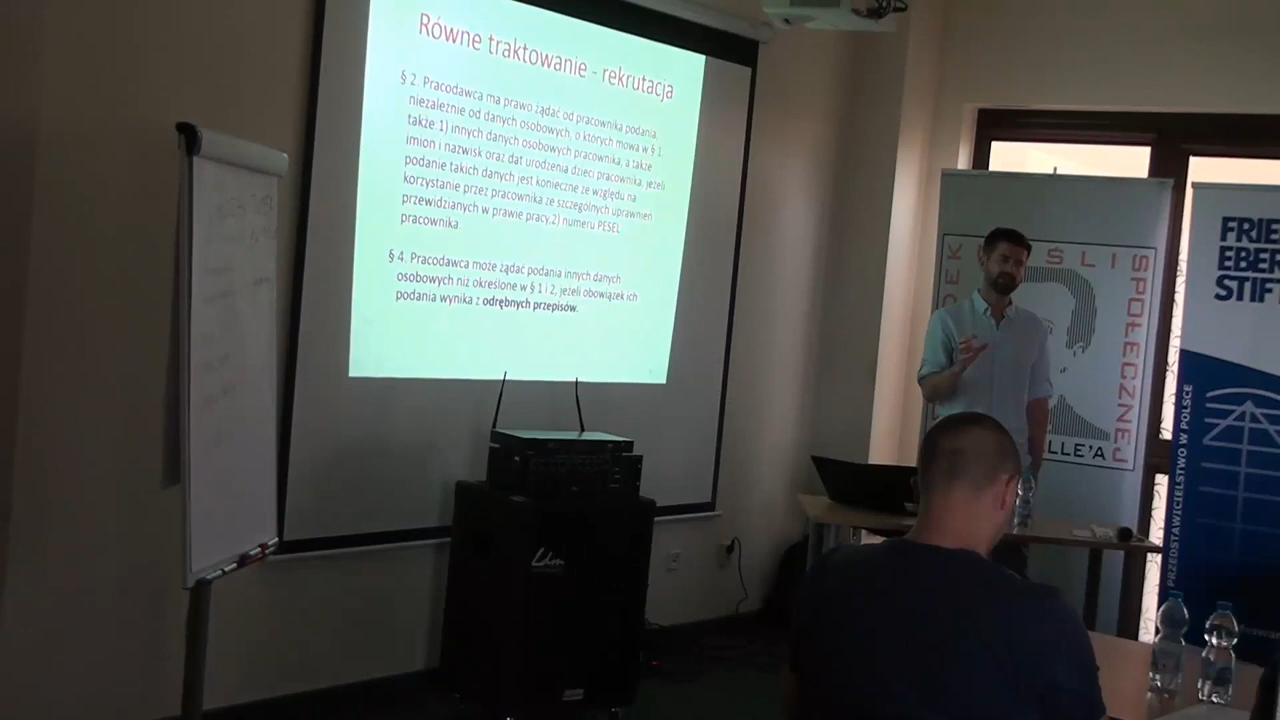 Równe traktowanie - rekrutacja
§ 2. Pracodawca ma prawo żądać od pracownika podania,
niezależnie od danych osobowych, o których mowa w § 1,
także:1) innych danych osobowych pracownika, a także
imion i nazwisk oraz dat urodzenia dzieci pracownika, jeżeli
podanie takich danych jest konieczne ze względu na
korzystanie przez pracownika ze szczególnych uprawnień
przewidzianych w prawie pracy,2) numeru PESEL
pracownika.
§ 4. Pracodawca może żądać podania innych danych
osobowych niż określone w § 1 i 2, jeżeli obowiązek ich
podania wynika z odrębnych przepisów.
Ldm
ŚLI
SPOŁECZNEJ
LLE'A
FRIE
EBER
STIFT
PRZEDSTAWICIELSTWO W POLSCE